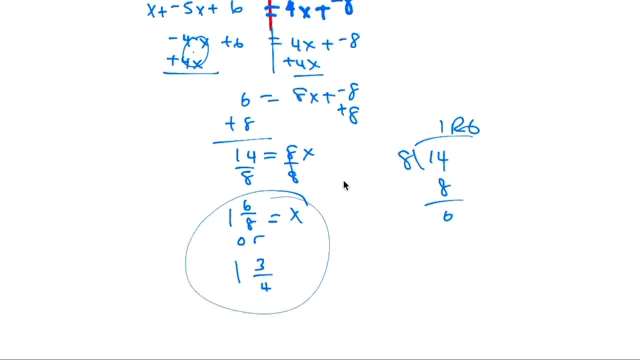 x+-5x+6 = 4x+-8
-4x+6 = 4x+-8
+4x +4x
6 = 8x+-8
+8 +8
14/8 = 8/8 x
1 6/8 = x
or
1 3/4
1 R6
8 14
8
6